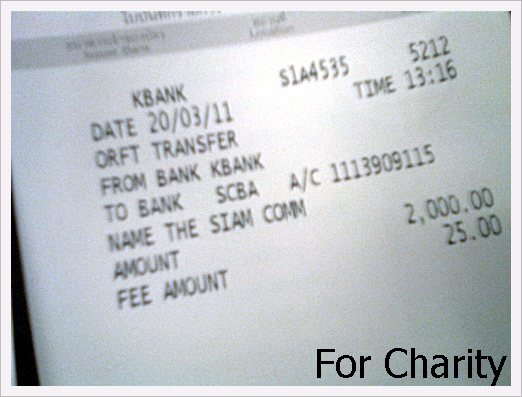 KBANK S1A4535 5212
DATE 20/03/11 TIME 13:16
ORFT TRANSFER
FROM BANK KBANK
TO BANK SCBA A/C 1113909115
NAME THE SIAM COMM
AMOUNT 2,000.00
FEE AMOUNT 25.00
For Charity